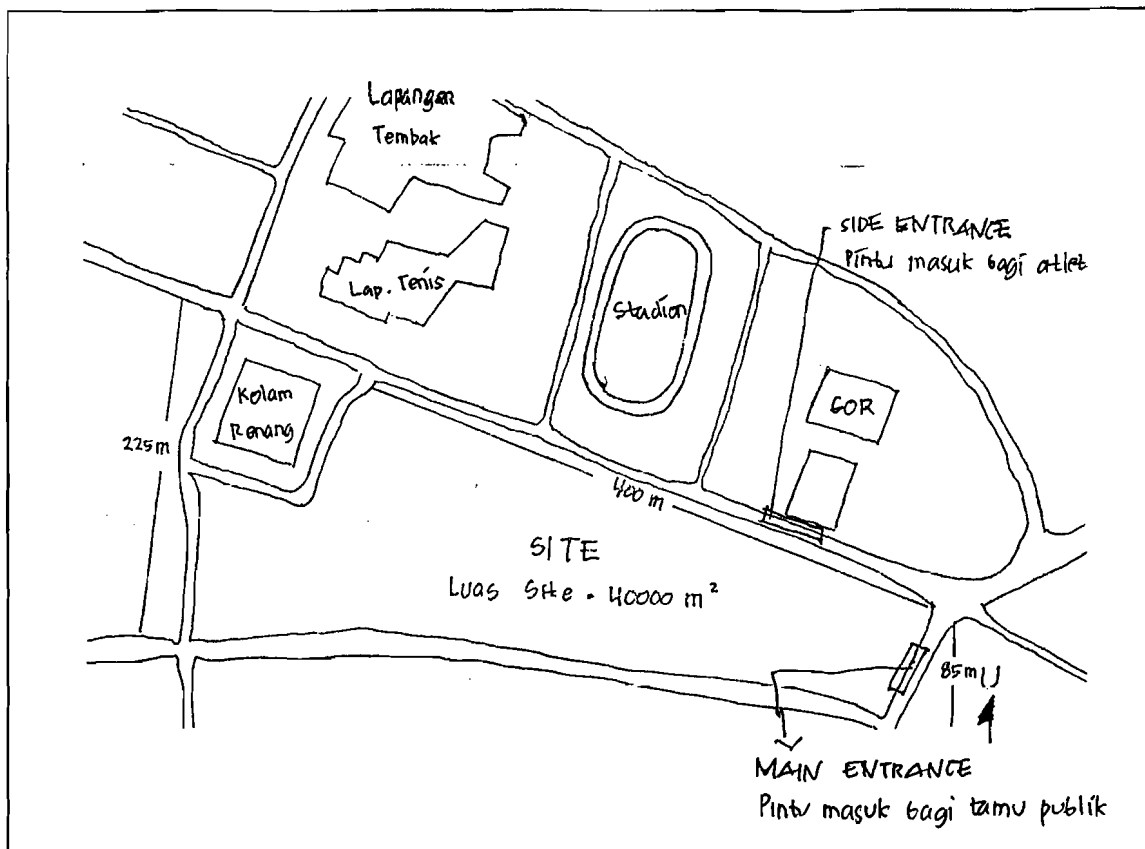 Lapangan
Tembak
SIDE ENTRANCE
Pintu masuk bagi atlet
Lap. Tenis
Stadion
Kolam
Renang
GOR
225m
400 m
SITE
Luas Site = 40000 m²
85m
U
MAIN ENTRANCE
Pintu masuk bagi tamu publik